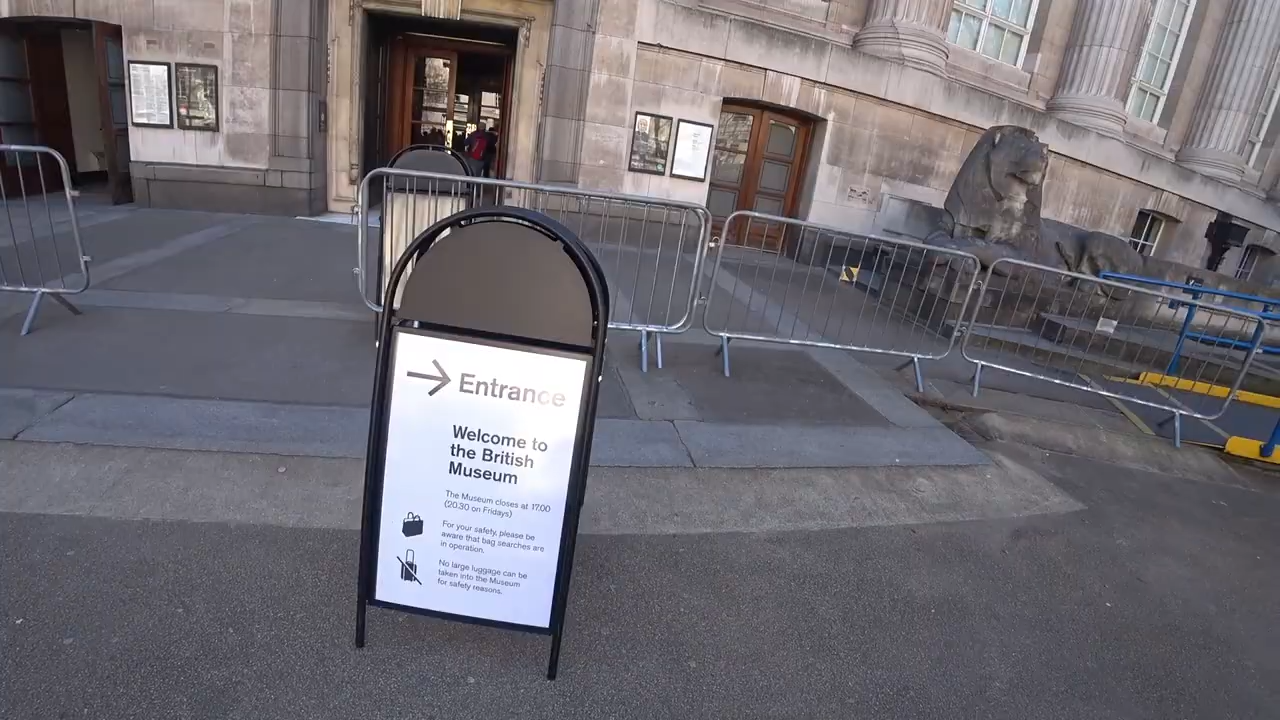 Entrance
Welcome to
the British
Museum
The Museum closes at 17.00
(20.30 on Fridays)
For your safety, please be
aware that bag searches are
in operation.
No large luggage can be
taken into the Museum
for safety reasons.